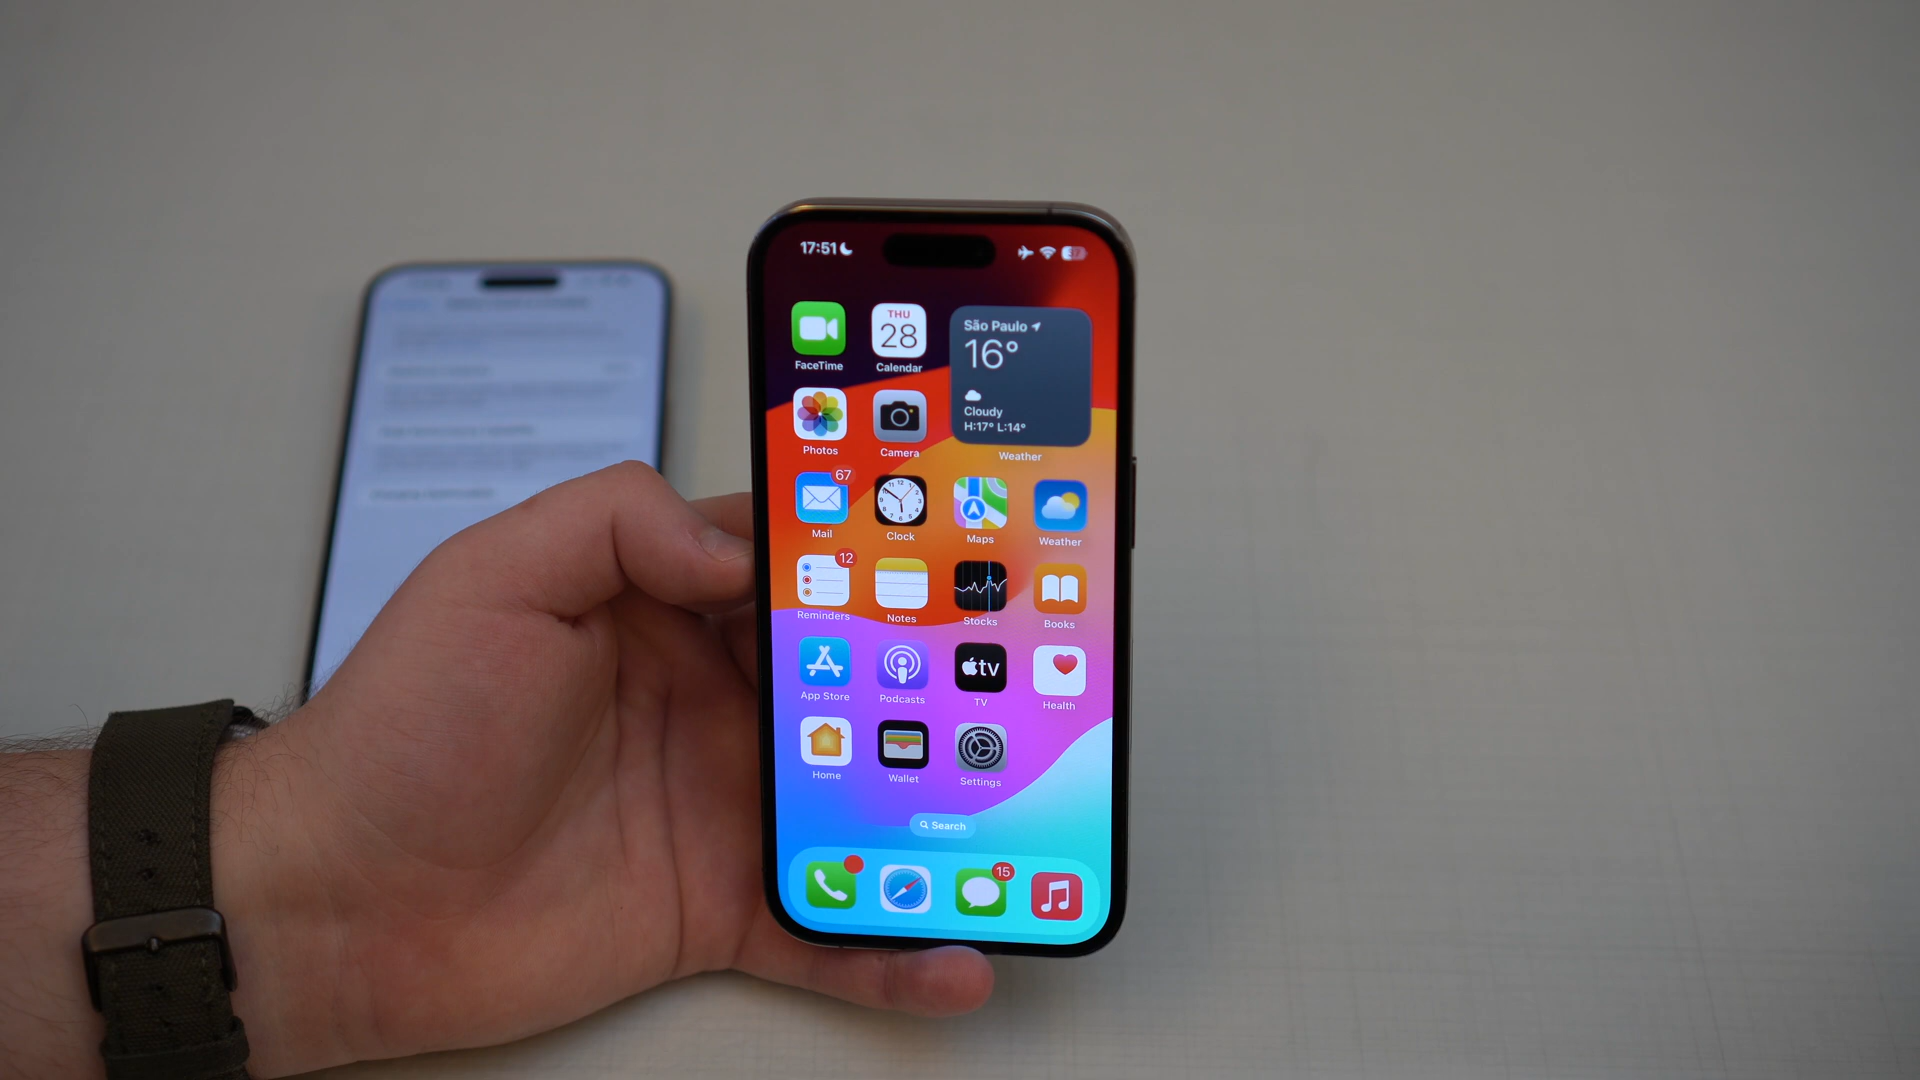 17:51
37
FaceTime
THU
28
Calendar
São Paulo
16°
Cloudy
H:17° L:14°
Weather
Photos
Camera
67
Mail
Clock
Maps
Weather
12
Reminders
Notes
Stocks
Books
App Store
Podcasts
tv
TV
Health
Home
Wallet
Settings
Search
15